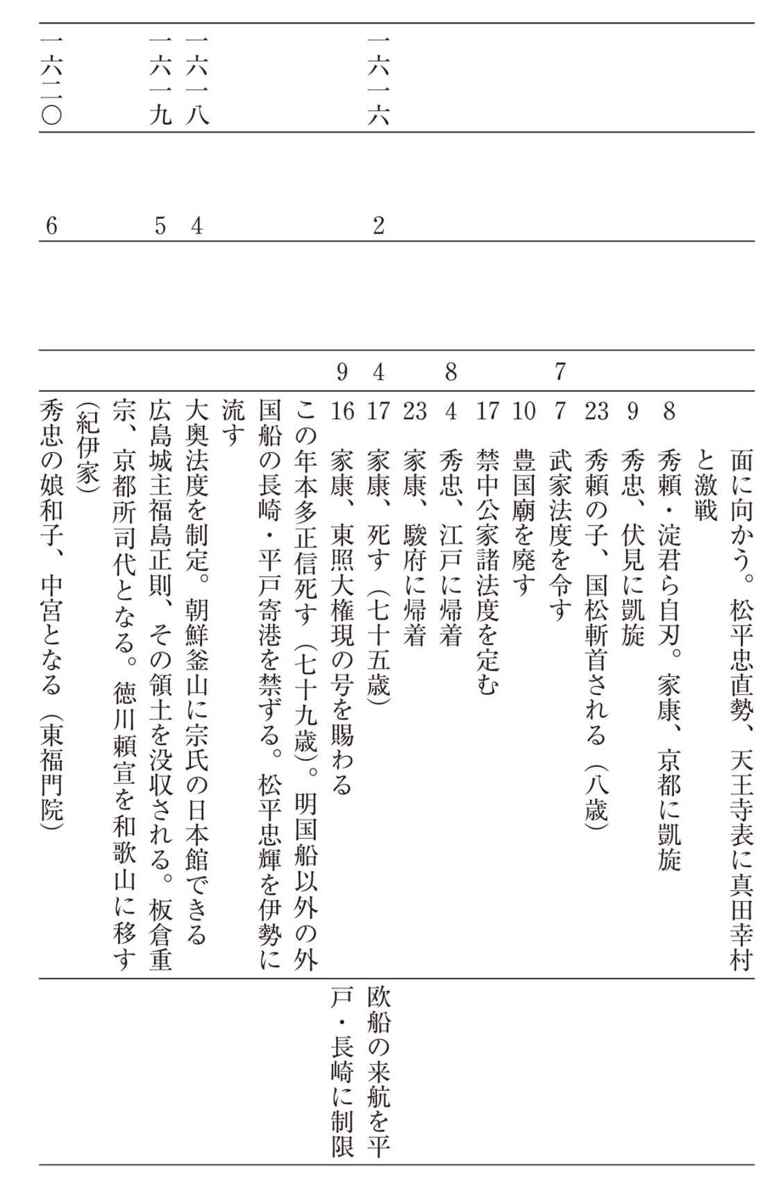 面に向かう。松平忠直勢、天王寺表に真田幸村
と激戦
8 秀頼・淀君ら自刃。家康、京都に凱旋
9 秀忠、伏見に凱旋
23 秀頼の子、国松斬首される（八歳）
7 7 武家法度を令す
10 豊国廟を廃す
17 禁中公家諸法度を定む
8 4 秀忠、江戸に帰着
23 家康、駿府に帰着
一六一六 2 4 17 家康、死す（七十五歳） 欧船の来航を平
9 16 家康、東照大権現の号を賜わる 戸・長崎に制限
この年本多正信死す（七十九歳）。明国船以外の外
国船の長崎・平戸寄港を禁ずる。松平忠輝を伊勢に
流す
一六一八 4 大奥法度を制定。朝鮮釜山に宗氏の日本館できる
一六一九 5 広島城主福島正則、その領土を没収される。板倉重
宗、京都所司代となる。徳川頼宣を和歌山に移す
（紀伊家）
一六二〇 6 秀忠の娘和子、中宮となる（東福門院）